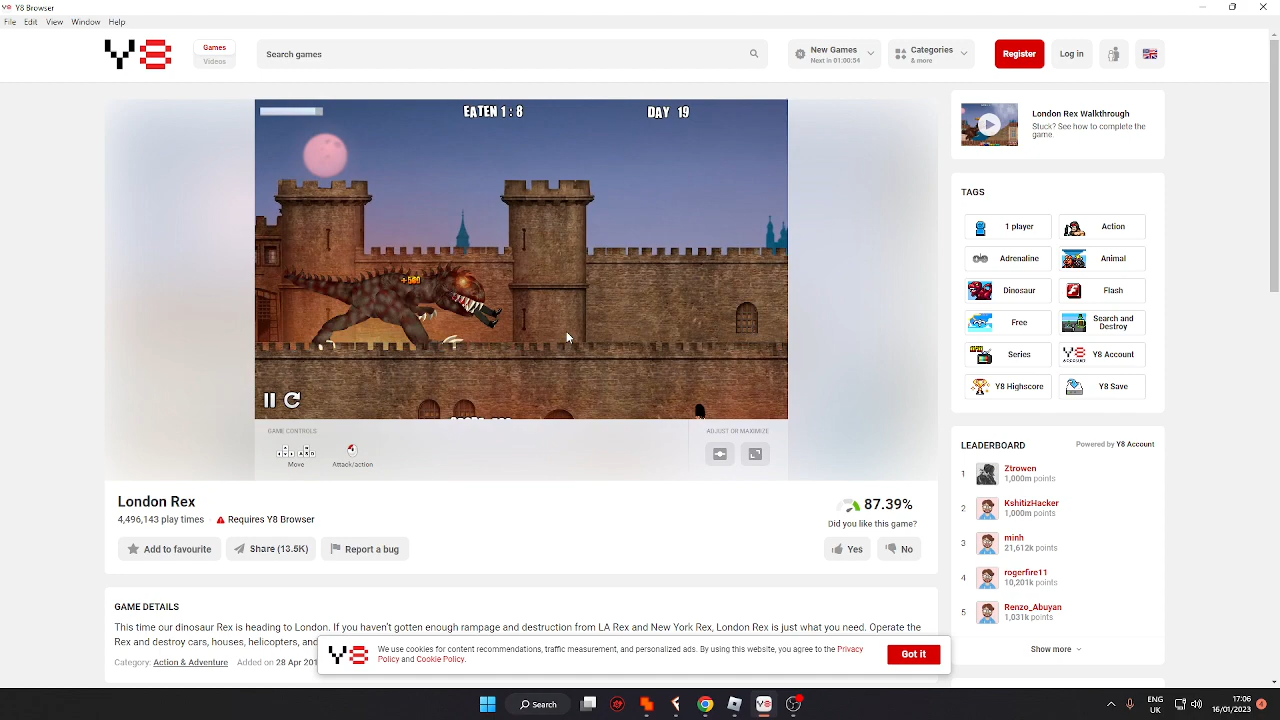 Y8 Browser
File Edit View Window Help
Y8
Games
Videos
Search games
New Games
Next in 01:00:54
Categories
& more
Register
Log in
EATEN 1 : 8
DAY 19
+500
GAME CONTROLS
Move
Attack/action
ADJUST OR MAXIMIZE
London Rex
4,496,143 play times
Requires Y8 Browser
87.39%
Did you like this game?
Add to favourite
Share (13.5K)
Report a bug
Yes
No
GAME DETAILS
This time our dinosaur Rex is heading to London. If you haven't gotten enough rampage and destruction from LA Rex and New York Rex, London Rex is just what you need. Operate the
Rex and destroy cars, houses, helicopters, and
Category: Action & Adventure Added on 28 Apr 201
We use cookies for content recommendations, traffic measurement, and personalized ads. By using this website, you agree to the Privacy
Policy and Cookie Policy.
Got it
London Rex Walkthrough
Stuck? See how to complete the
game.
TAGS
1 player
Action
Adrenaline
Animal
Dinosaur
Flash
Free
Search and
Destroy
Series
Y8 Account
Y8 Highscore
Y8 Save
LEADERBOARD
Powered by Y8 Account
1 Ztrowen
1,000m points
2 KshitizHacker
1,000m points
3 minh
21,612k points
4 rogerfire11
10,201k points
5 Renzo_Abuyan
1,031k points
Show more
Search
ENG
UK
17:06
16/01/2023
4